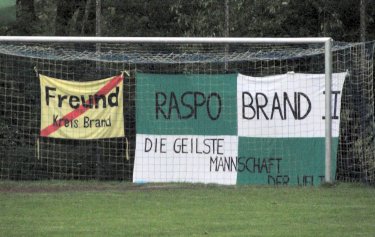 Freund
Kreis Brand
RASPO BRAND II
DIE GEILSTE
MANNSCHAFT
DER WELT